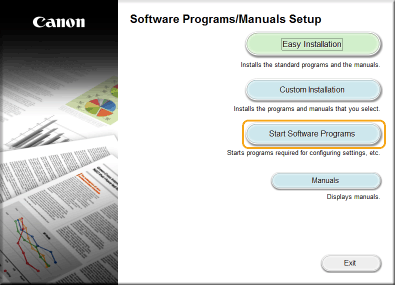 Canon
Software Programs/Manuals Setup
Easy Installation
Installs the standard programs and the manuals.
Custom Installation
Installs the programs and manuals that you select.
Start Software Programs
Starts programs required for configuring settings, etc.
Manuals
Displays manuals.
Exit